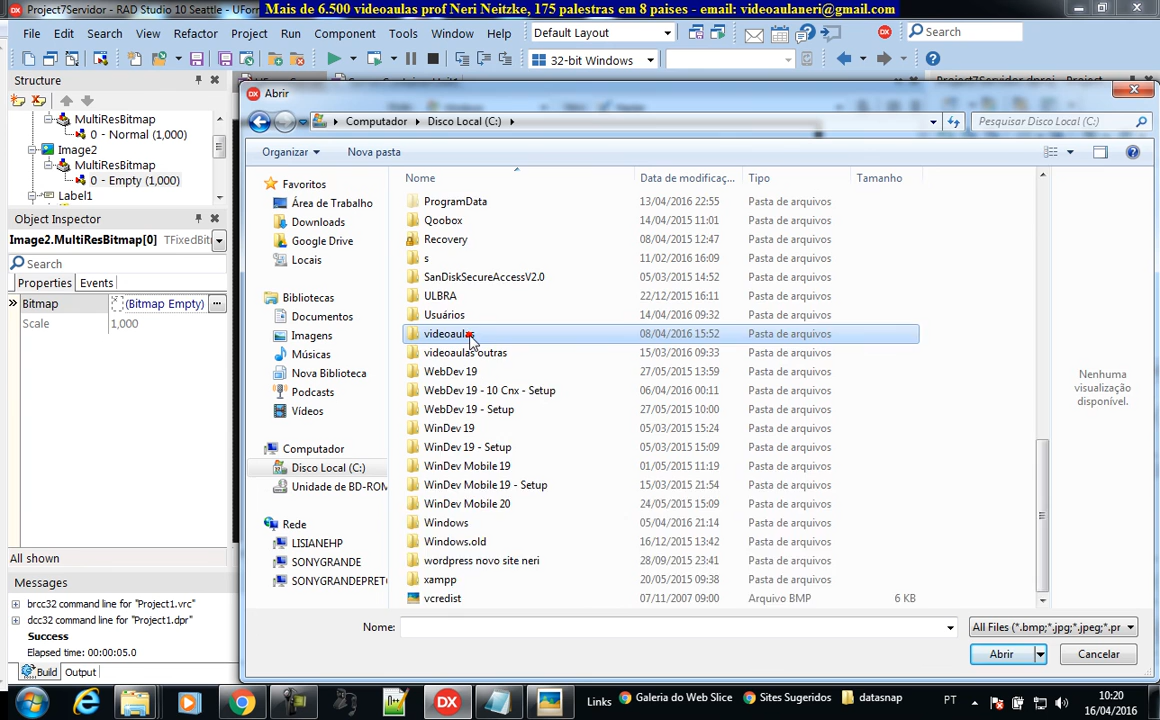 Project7Servidor - RAD Studio 10 Seattle - UFor
Mais de 6.500 videoaulas prof Neri Neitzke, 175 palestras em 8 paises - email: videoaulaneri@gmail.com
File Edit Search View Refactor Project Run Component Tools Window Help
Default Layout
Search
32-bit Windows
Structure
MultiResBitmap
0 - Normal (1,000)
Image2
MultiResBitmap
0 - Empty (1,000)
Label1
Object Inspector
Image2.MultiResBitmap[0] TFixedBit
Search
Properties Events
Bitmap (Bitmap Empty) ...
Scale 1,000
All shown
Messages
brcc32 command line for "Project1.vrc"
dcc32 command line for "Project1.dpr"
Success
Elapsed time: 00:00:05.0
Build Output
Abrir
Computador Disco Local (C:)
Pesquisar Disco Local (C:)
Organizar Nova pasta
Favoritos
Área de Trabalho
Downloads
Google Drive
Locais
Bibliotecas
Documentos
Imagens
Músicas
Nova Biblioteca
Podcasts
Vídeos
Computador
Disco Local (C:)
Unidade de BD-ROM
Rede
LISIANEHP
SONYGRANDE
SONYGRANDEPRET
Nome Data de modificaç... Tipo Tamanho
ProgramData 13/04/2016 22:55 Pasta de arquivos
Qoobox 14/04/2015 11:01 Pasta de arquivos
Recovery 08/04/2015 12:47 Pasta de arquivos
s 11/02/2016 16:09 Pasta de arquivos
SanDiskSecureAccessV2.0 05/03/2015 14:52 Pasta de arquivos
ULBRA 22/12/2015 16:11 Pasta de arquivos
Usuários 14/04/2016 09:32 Pasta de arquivos
videoaulas 08/04/2016 15:52 Pasta de arquivos
videoaulas outras 15/03/2016 09:33 Pasta de arquivos
WebDev 19 27/05/2015 13:59 Pasta de arquivos
WebDev 19 - 10 Cnx - Setup 06/04/2016 00:11 Pasta de arquivos
WebDev 19 - Setup 27/05/2015 10:00 Pasta de arquivos
WinDev 19 05/03/2015 15:24 Pasta de arquivos
WinDev 19 - Setup 05/03/2015 15:09 Pasta de arquivos
WinDev Mobile 19 01/05/2015 11:19 Pasta de arquivos
WinDev Mobile 19 - Setup 15/03/2015 21:54 Pasta de arquivos
WinDev Mobile 20 24/05/2015 15:09 Pasta de arquivos
Windows 05/04/2016 21:14 Pasta de arquivos
Windows.old 16/12/2015 13:42 Pasta de arquivos
wordpress novo site neri 28/09/2015 23:41 Pasta de arquivos
xampp 20/05/2015 09:38 Pasta de arquivos
vcredist 07/11/2007 09:00 Arquivo BMP 6 KB
Nenhuma
visualização
disponível.
Nome: All Files (*.bmp;*.jpg;*.jpeg;*.pr
Abrir Cancelar
Links Galeria do Web Slice Sites Sugeridos datasnap PT
10:20
16/04/2016